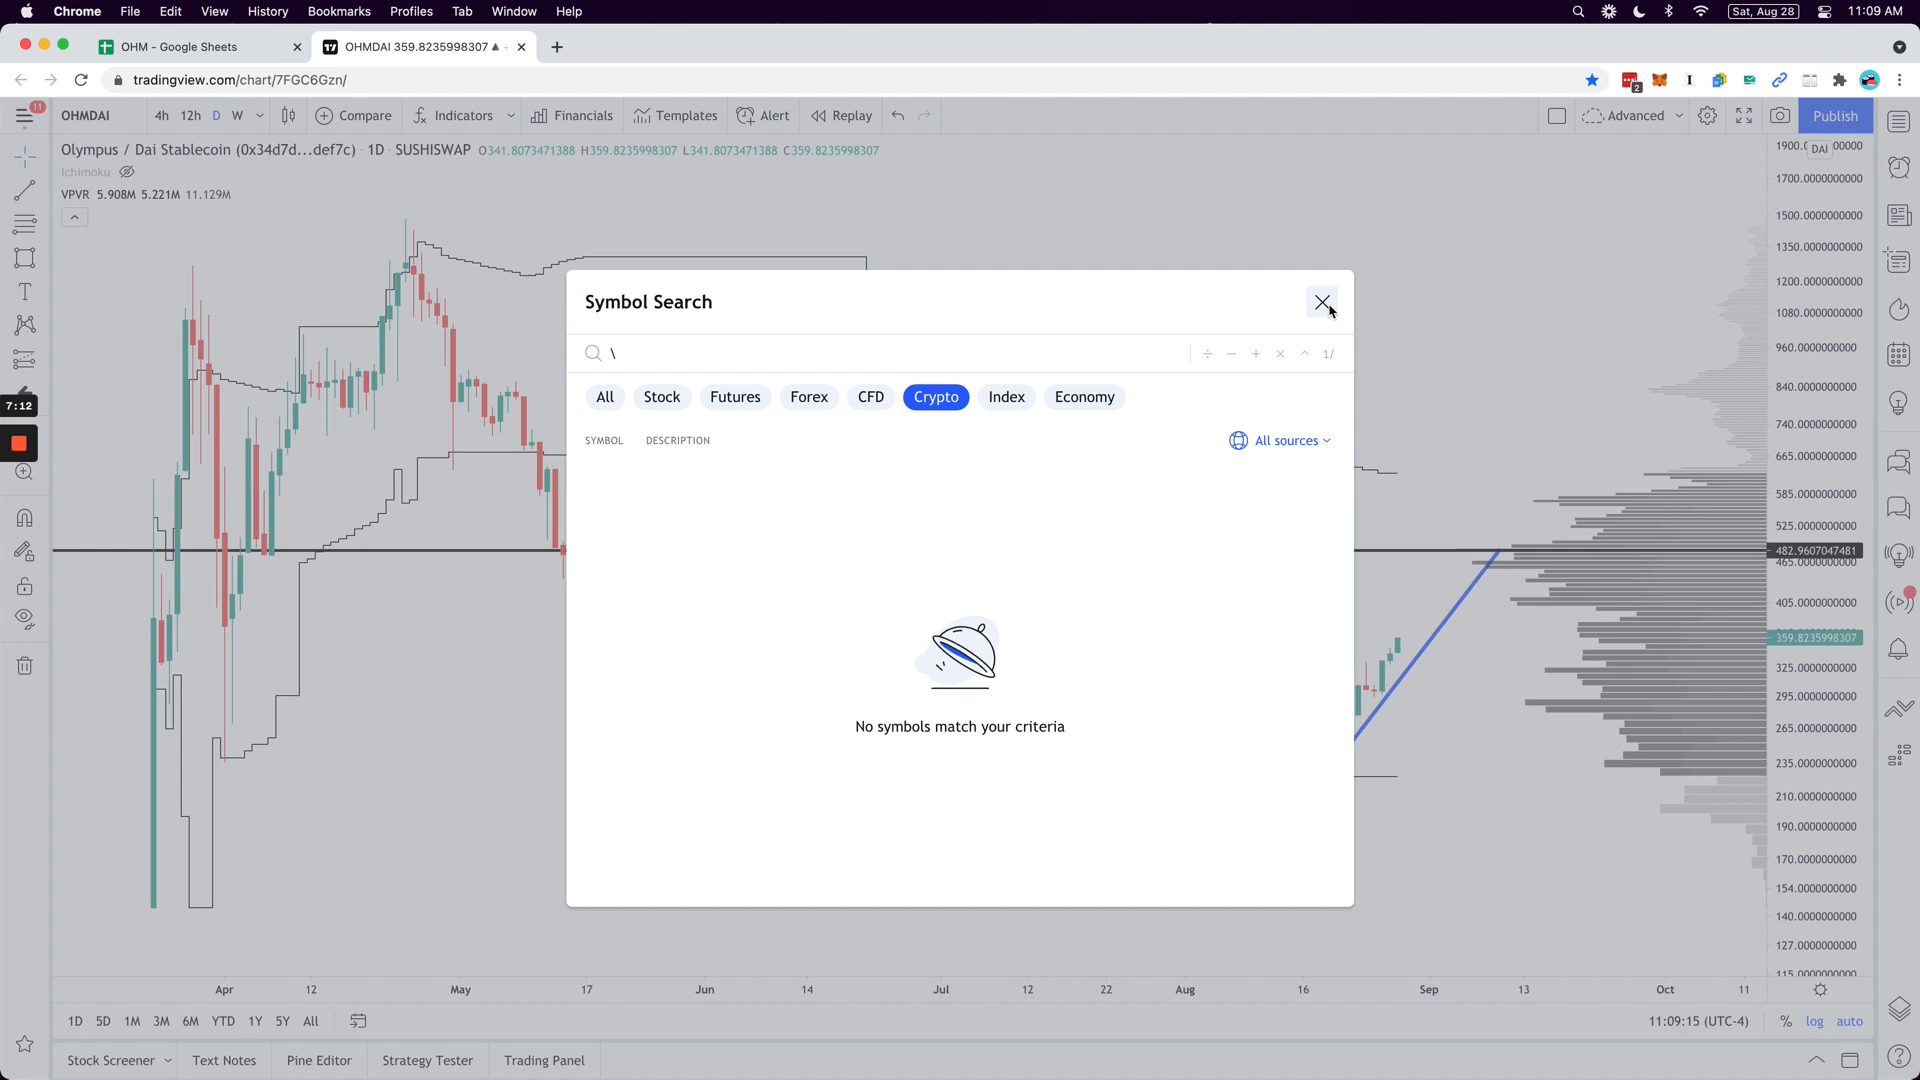 Chrome File Edit View History Bookmarks Profiles Tab Window Help Sat, Aug 28 11:09 AM
OHM - Google Sheets OHMDAI 359.8235998307
tradingview.com/chart/7FGC6Gzn/ 2
11 OHMDAI 4h 12h D W Compare Indicators Financials Templates Alert Replay Advanced Publish
Olympus / Dai Stablecoin (0x34d7d...def7c) · 1D · SUSHISWAP O341.8073471388 H359.8235998307 L341.8073471388 C359.8235998307
Ichimoku
VPVR 5.908M 5.221M 11.129M
DAI
1700.0000000000
1500.0000000000
1350.0000000000
1200.0000000000
1080.0000000000
960.0000000000
840.0000000000
740.0000000000
665.0000000000
585.0000000000
525.0000000000
482.9607047481
465.0000000000
405.0000000000
359.8235998307
325.0000000000
295.0000000000
265.0000000000
235.0000000000
210.0000000000
190.0000000000
170.0000000000
154.0000000000
140.0000000000
127.0000000000
115.0000000000
Symbol Search
\ ÷ − + × ^ 1/
All Stock Futures Forex CFD Crypto Index Economy
SYMBOL DESCRIPTION All sources
No symbols match your criteria
7:12
Apr 12 May 17 Jun 14 Jul 12 22 Aug 16 Sep 13 Oct 11
1D 5D 1M 3M 6M YTD 1Y 5Y All 11:09:15 (UTC-4) % log auto
Stock Screener Text Notes Pine Editor Strategy Tester Trading Panel